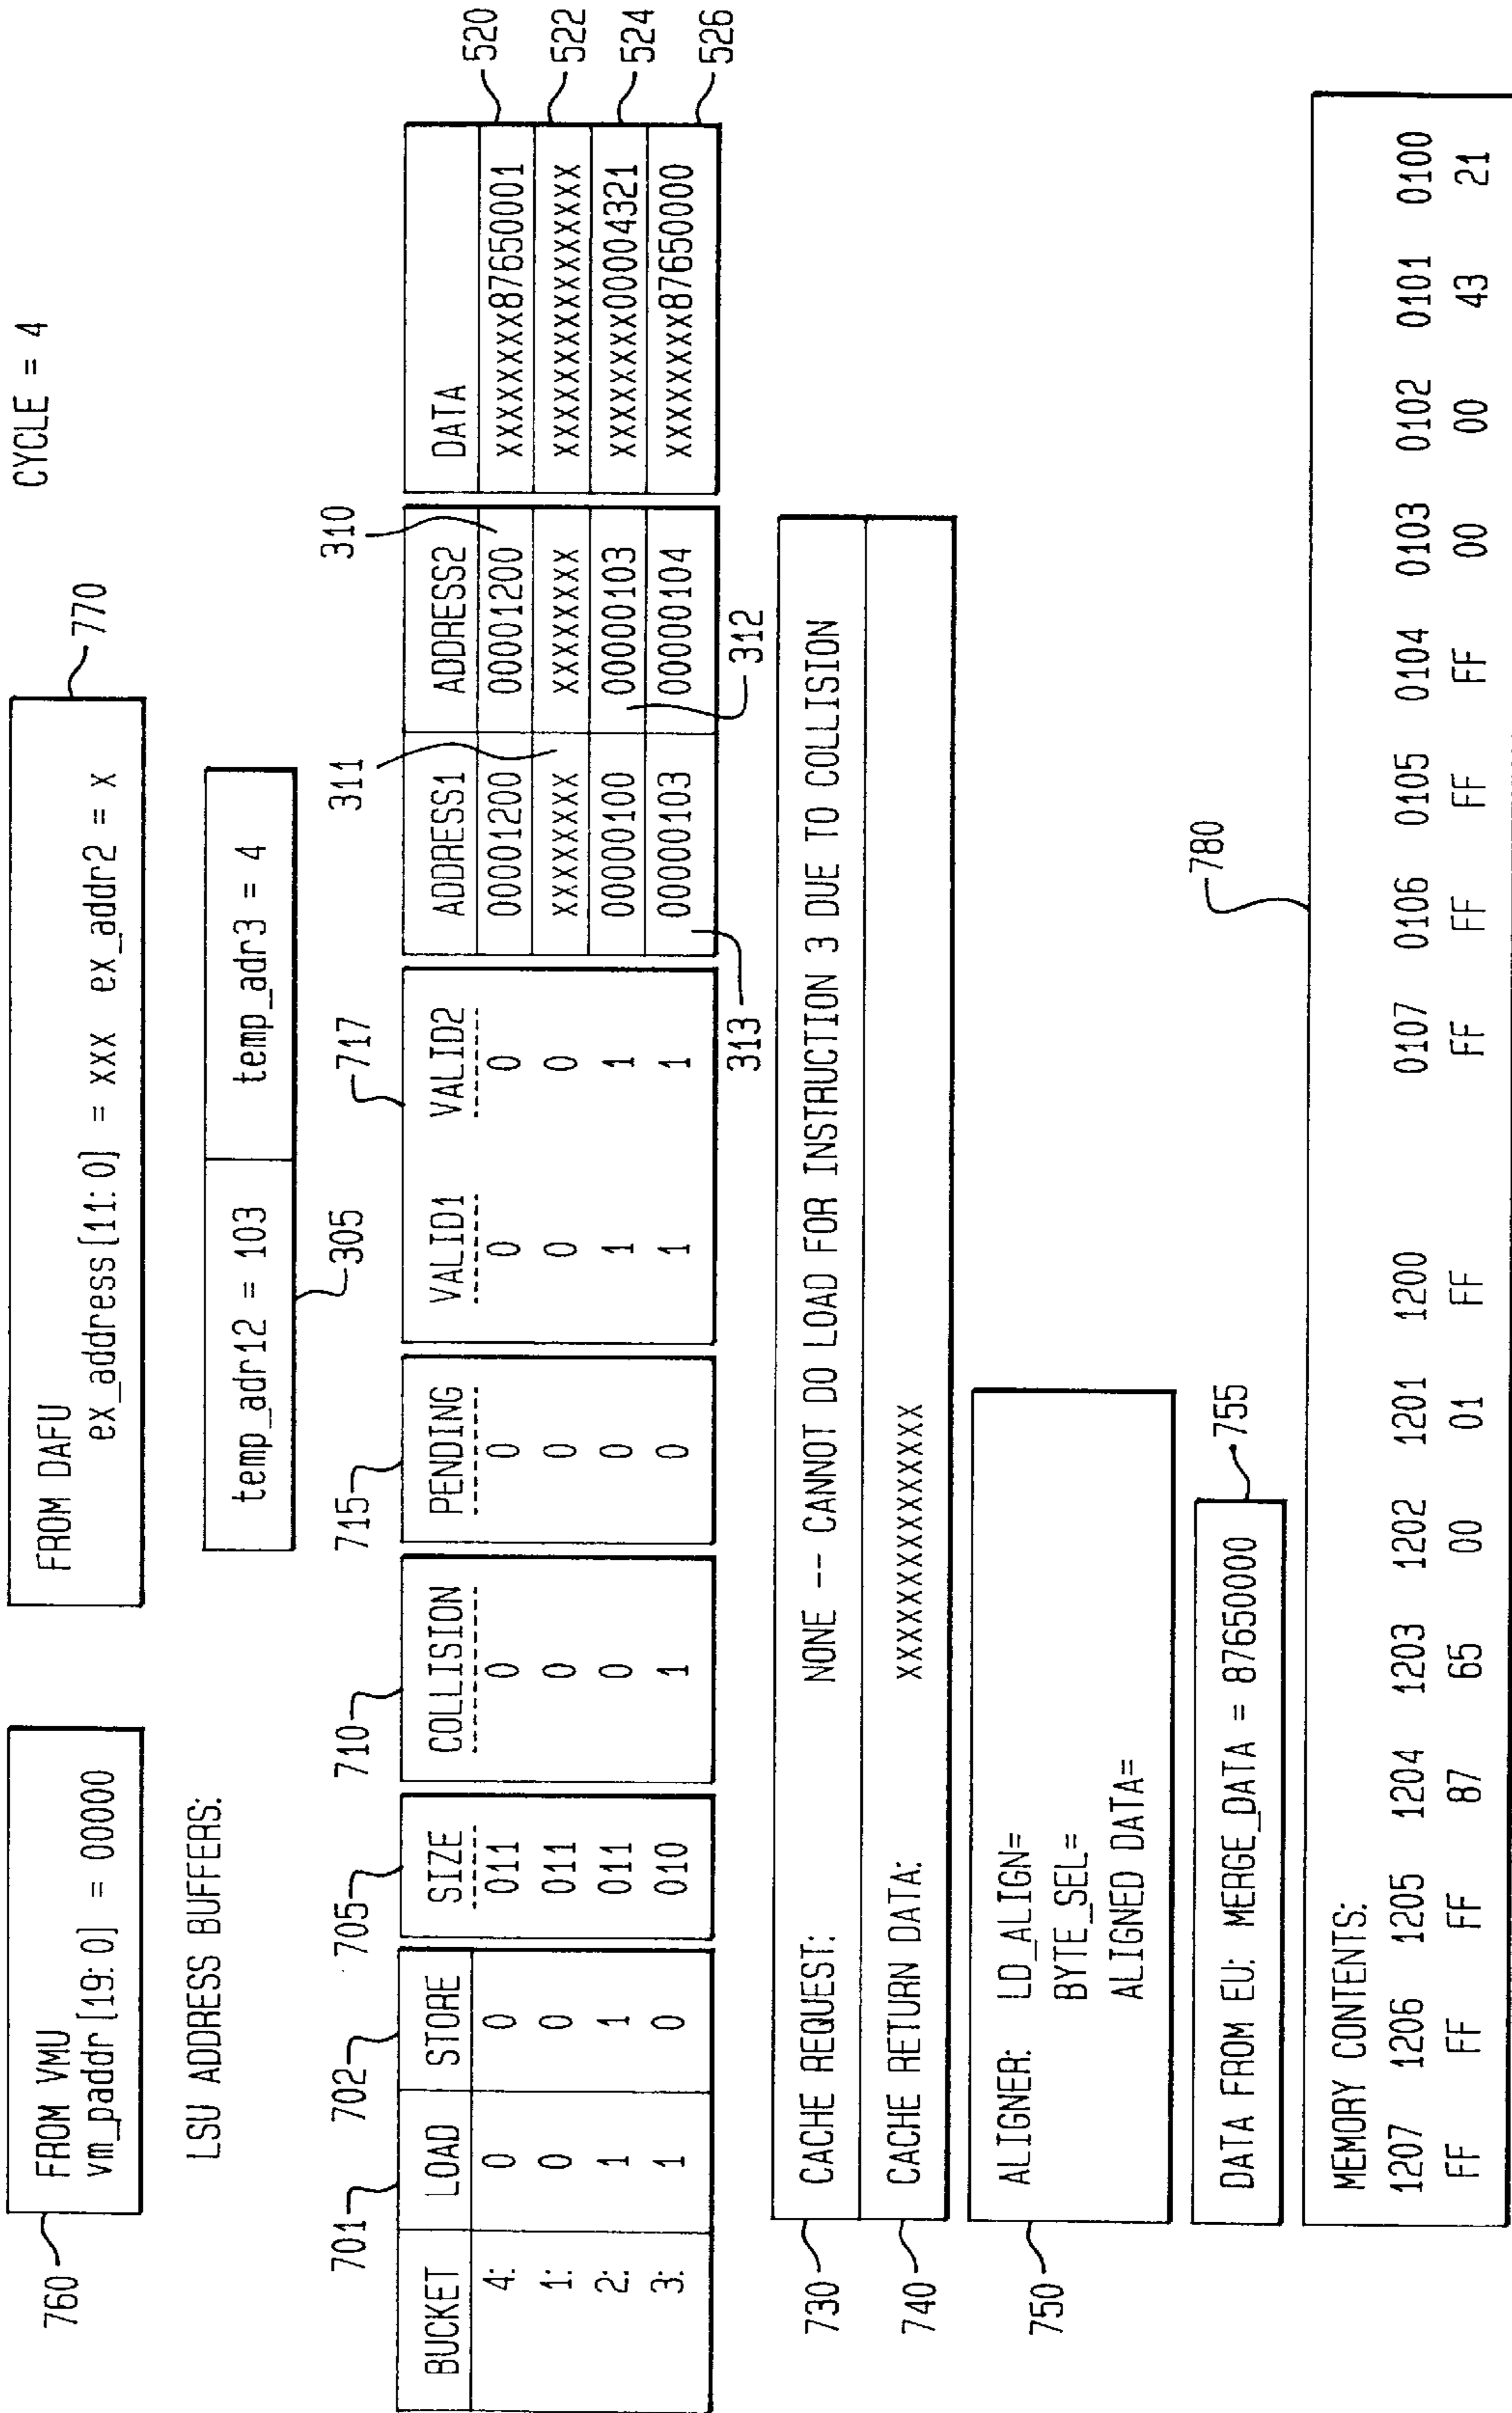 CYCLE = 4
760
FROM VMU
vm_paddr [19: 0] = 00000
770
FROM DAFU
ex_address [11: 0] = xxx ex_addr2 = x
LSU ADDRESS BUFFERS:
temp_adr12 = 103 temp_adr3 = 4
305
701 702 705 710 715 717 311 310
BUCKET LOAD STORE SIZE COLLISION PENDING VALID1 VALID2 ADDRESS1 ADDRESS2 DATA
4: 0 0 011 0 0 0 0 00001200 00001200 XXXXXXXX87650001 520
1: 0 0 011 0 0 0 0 XXXXXXXX XXXXXXXX XXXXXXXXXXXXXXXX 522
2: 1 1 011 0 0 1 1 00000100 00000103 XXXXXXXX00004321 524
3: 1 0 010 1 0 1 1 00000103 00000104 XXXXXXXX87650000 526
313 312
730 CACHE REQUEST: NONE -- CANNOT DO LOAD FOR INSTRUCTION 3 DUE TO COLLISION
740 CACHE RETURN DATA: XXXXXXXXXXXXXXXX
750
ALIGNER: LD_ALIGN=
BYTE_SEL=
ALIGNED DATA=
DATA FROM EU: MERGE_DATA = 87650000 755
780
MEMORY CONTENTS:
1207 1206 1205 1204 1203 1202 1201 1200 0107 0106 0105 0104 0103 0102 0101 0100
FF FF FF 87 65 00 01 FF FF FF FF FF 00 00 43 21